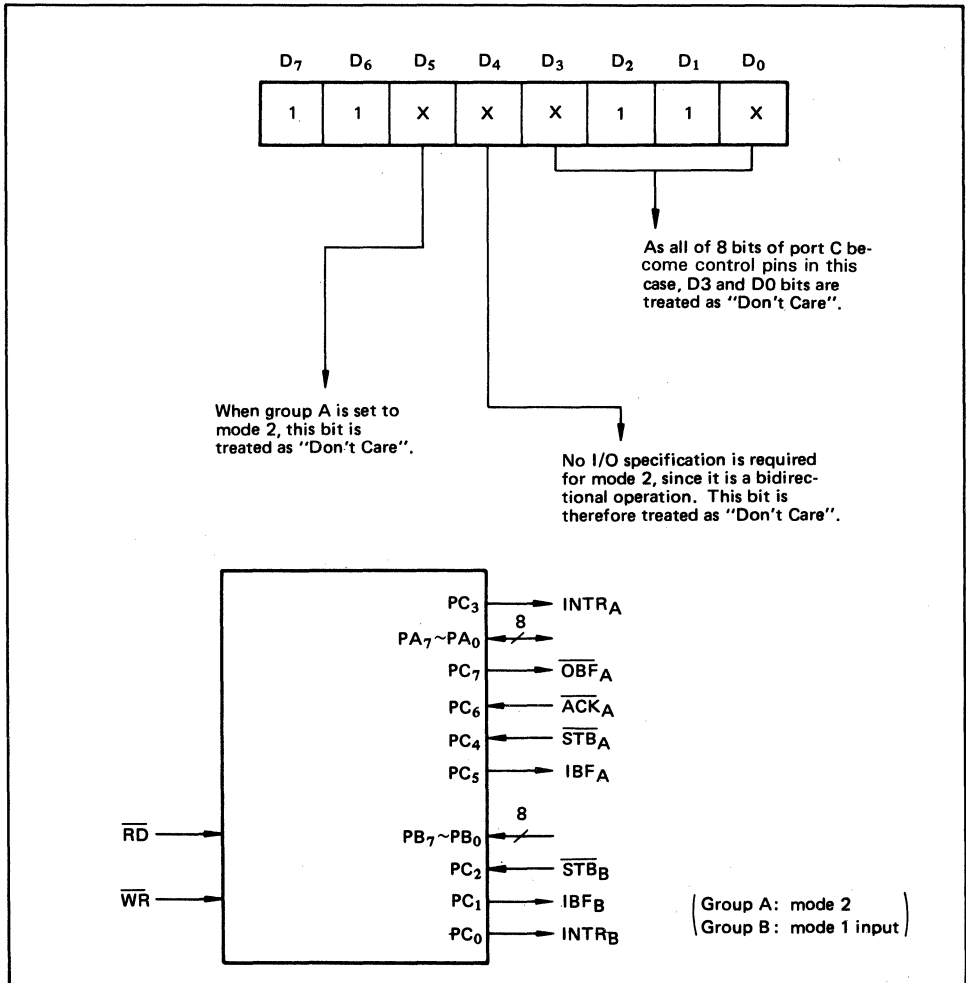 D7 D6 D5 D4 D3 D2 D1 D0
1 1 X X X 1 1 X
As all of 8 bits of port C be-
come control pins in this
case, D3 and D0 bits are
treated as "Don't Care".
When group A is set to
mode 2, this bit is
treated as "Don't Care".
No I/O specification is required
for mode 2, since it is a bidirec-
tional operation. This bit is
therefore treated as "Don't Care".
PC3 INTRA
8
PA7~PA0
PC7 OBFA
PC6 ACKA
PC4 STBA
PC5 IBFA
8
RD PB7~PB0
PC2 STBB
WR PC1 IBFB
PC0 INTRB
(Group A: mode 2
Group B: mode 1 input)